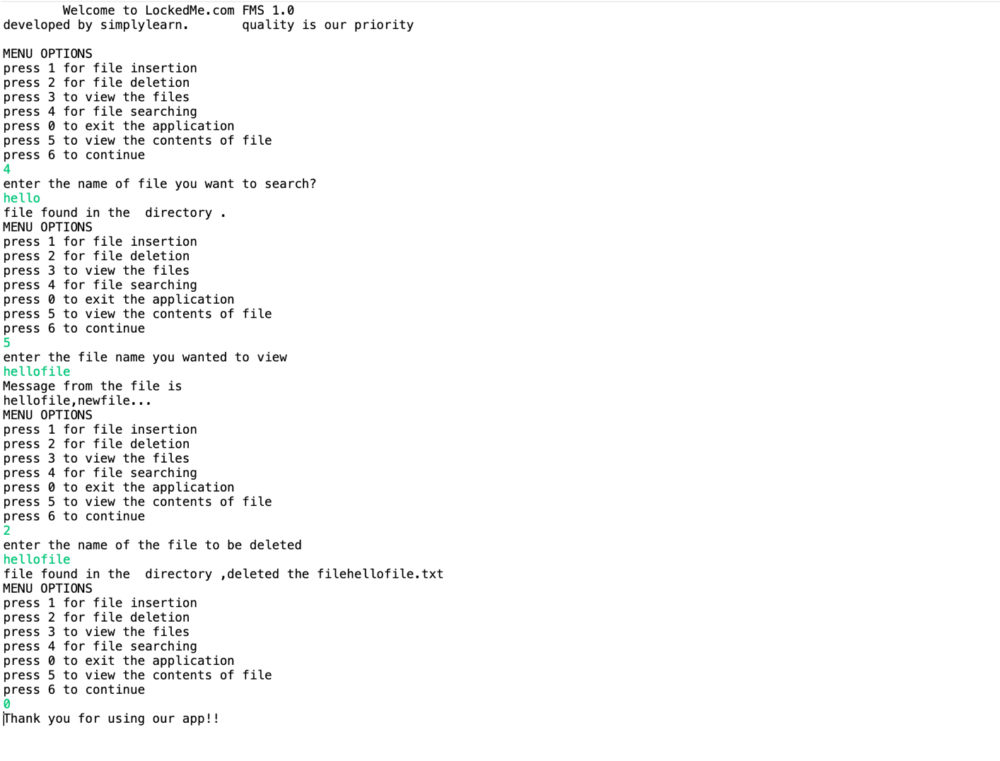 Welcome to LockedMe.com FMS 1.0
developed by simplylearn.       quality is our priority
MENU OPTIONS
press 1 for file insertion
press 2 for file deletion
press 3 to view the files
press 4 for file searching
press 0 to exit the application
press 5 to view the contents of file
press 6 to continue
4
enter the name of file you want to search?
hello
file found in the  directory .
MENU OPTIONS
press 1 for file insertion
press 2 for file deletion
press 3 to view the files
press 4 for file searching
press 0 to exit the application
press 5 to view the contents of file
press 6 to continue
5
enter the file name you wanted to view
hellofile
Message from the file is
hellofile,newfile...
MENU OPTIONS
press 1 for file insertion
press 2 for file deletion
press 3 to view the files
press 4 for file searching
press 0 to exit the application
press 5 to view the contents of file
press 6 to continue
2
enter the name of the file to be deleted
hellofile
file found in the  directory ,deleted the filehellofile.txt
MENU OPTIONS
press 1 for file insertion
press 2 for file deletion
press 3 to view the files
press 4 for file searching
press 0 to exit the application
press 5 to view the contents of file
press 6 to continue
0
Thank you for using our app!!